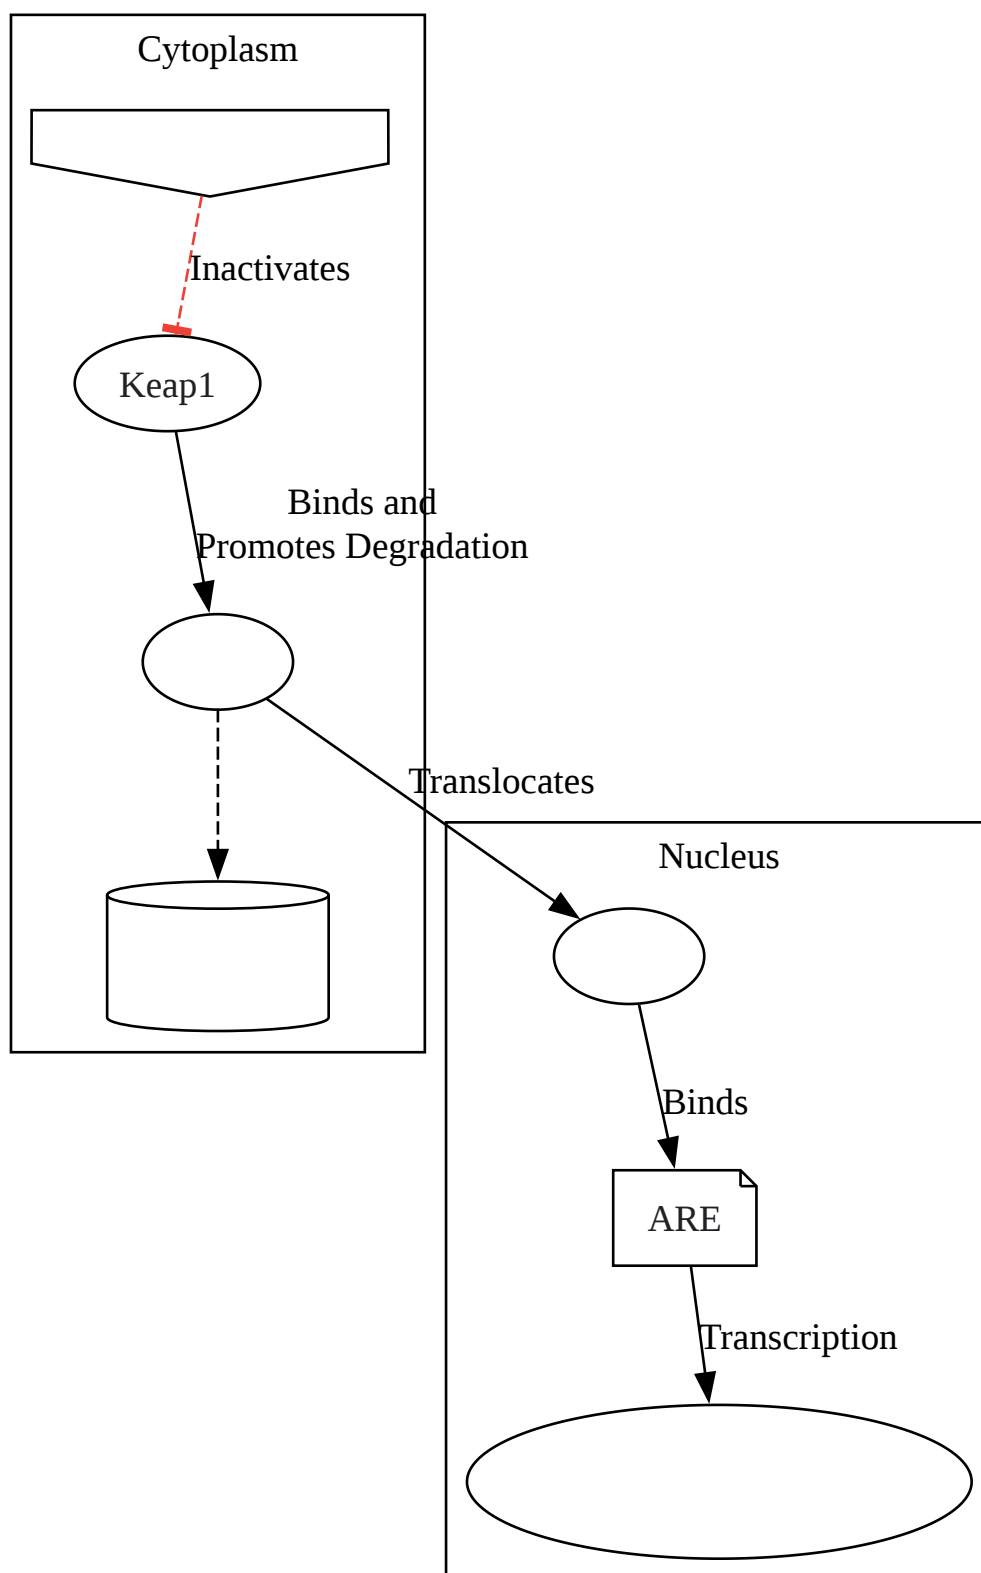 Cytoplasm
Inactivates
Keap1
Binds and
Promotes Degradation
Translocates
Nucleus
Binds
ARE
Transcription